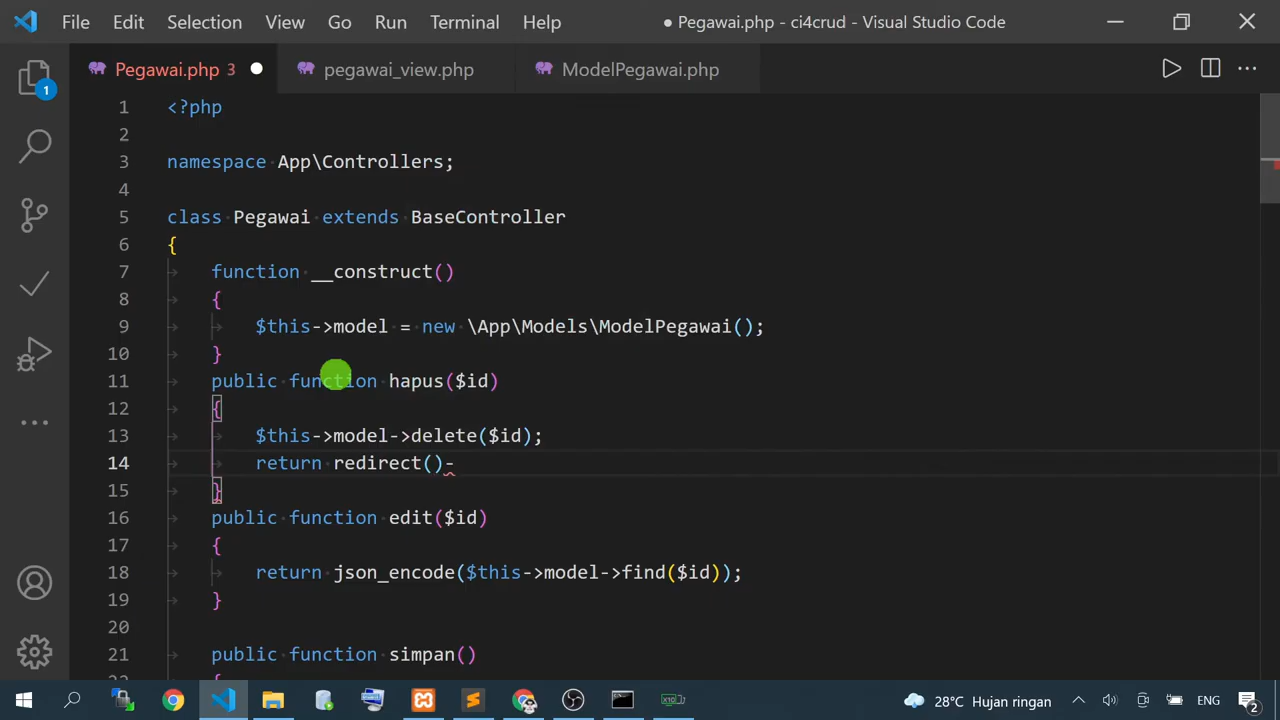 File Edit Selection View Go Run Terminal Help ● Pegawai.php - ci4crud - Visual Studio Code
Pegawai.php 3 pegawai_view.php ModelPegawai.php
1
1 <?php
2
3 namespace App\Controllers;
4
5 class Pegawai extends BaseController
6 {
7 function __construct()
8 {
9 $this->model = new \App\Models\ModelPegawai();
10 }
11 public function hapus($id)
12 {
13 $this->model->delete($id);
14 return redirect()-
15 }
16 public function edit($id)
17 {
18 return json_encode($this->model->find($id));
19 }
20
21 public function simpan()
28°C Hujan ringan ENG 2